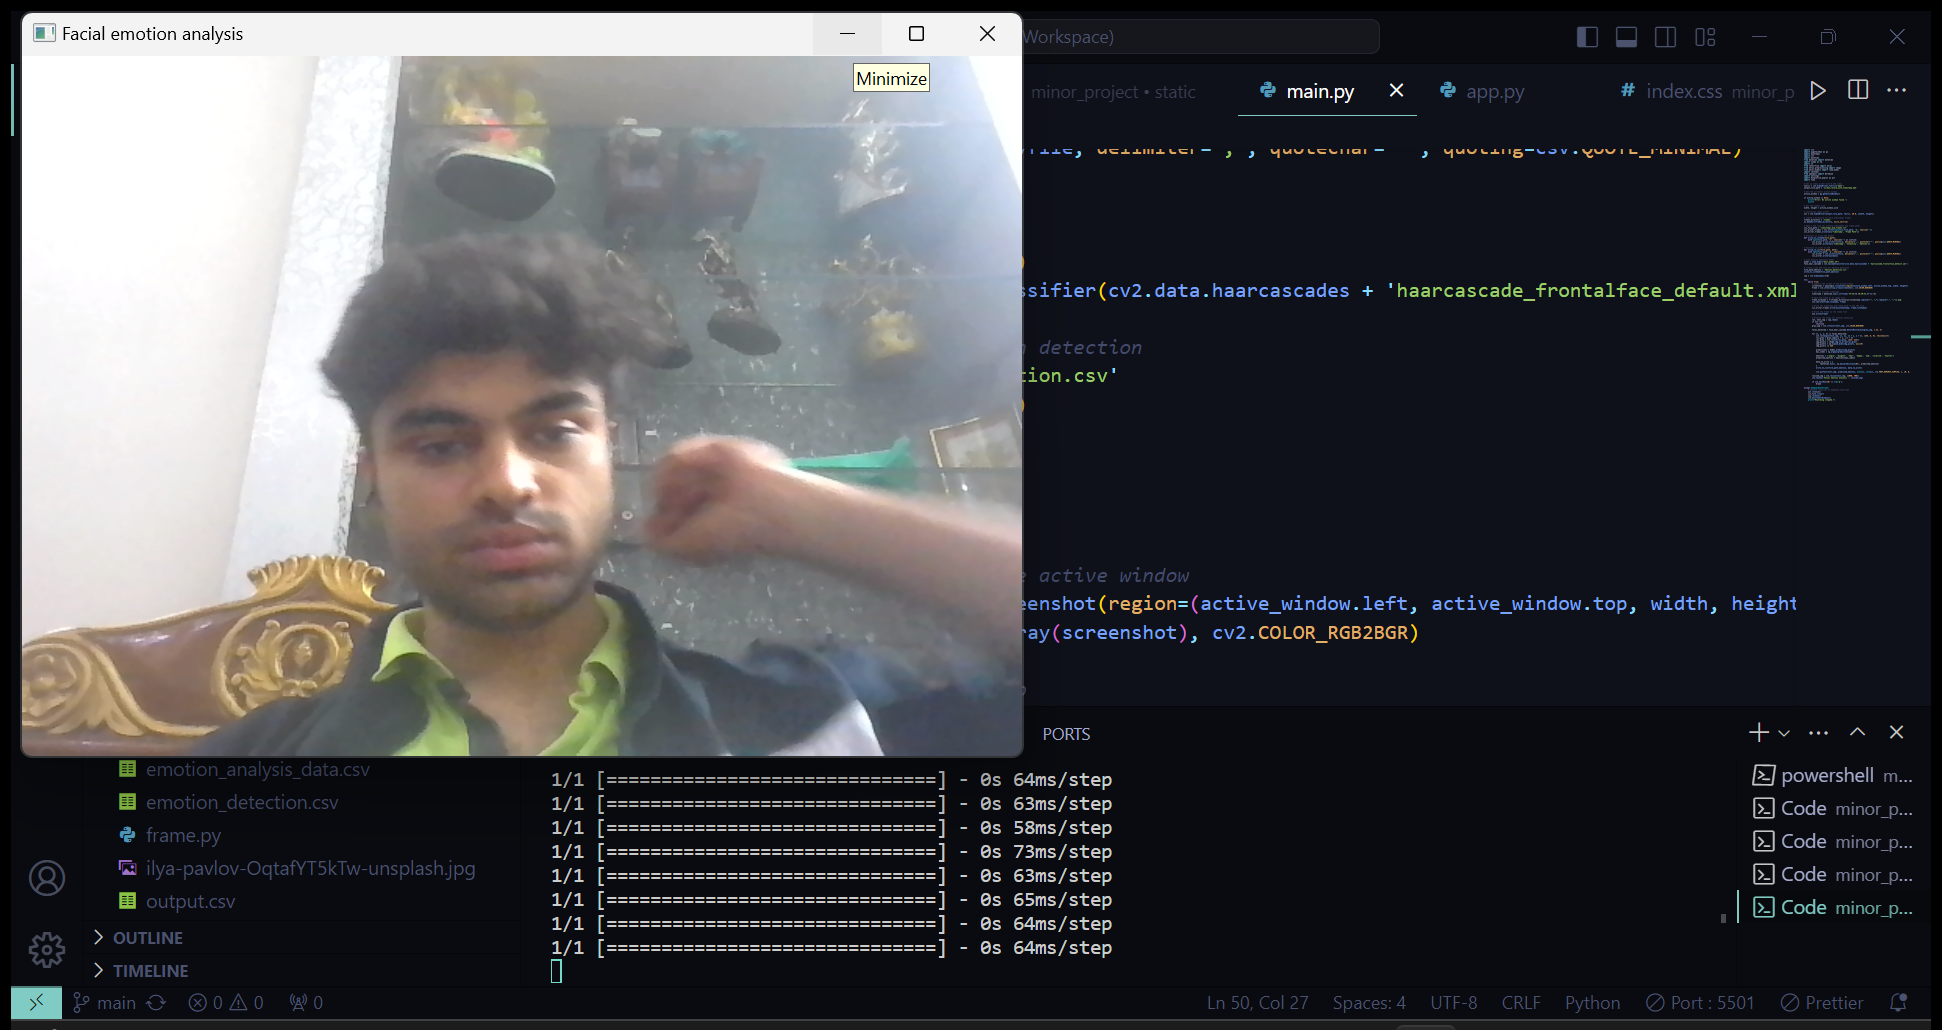 Facial emotion analysis
Minimize
Workspace)
minor_project • static
main.py
app.py
# index.css minor_p
quoting=csv.QUOTE_MINIMAL)
ssifier(cv2.data.haarcascades + 'haarcascade_frontalface_default.xml
detection
tion.csv'
)
active window
eenshot(region=(active_window.left, active_window.top, width, height
ray(screenshot), cv2.COLOR_RGB2BGR)
PORTS
emotion_analysis_data.csv
emotion_detection.csv
frame.py
ilya-pavlov-OqtafYT5kTw-unsplash.jpg
output.csv
OUTLINE
TIMELINE
1/1 [==============================] - 0s 64ms/step
1/1 [==============================] - 0s 63ms/step
1/1 [==============================] - 0s 58ms/step
1/1 [==============================] - 0s 73ms/step
1/1 [==============================] - 0s 63ms/step
1/1 [==============================] - 0s 65ms/step
1/1 [==============================] - 0s 64ms/step
1/1 [==============================] - 0s 64ms/step
powershell m...
Code minor_p...
Code minor_p...
Code minor_p...
Code minor_p...
main 0 0 0 Ln 50, Col 27 Spaces: 4 UTF-8 CRLF Python Port : 5501 Prettier